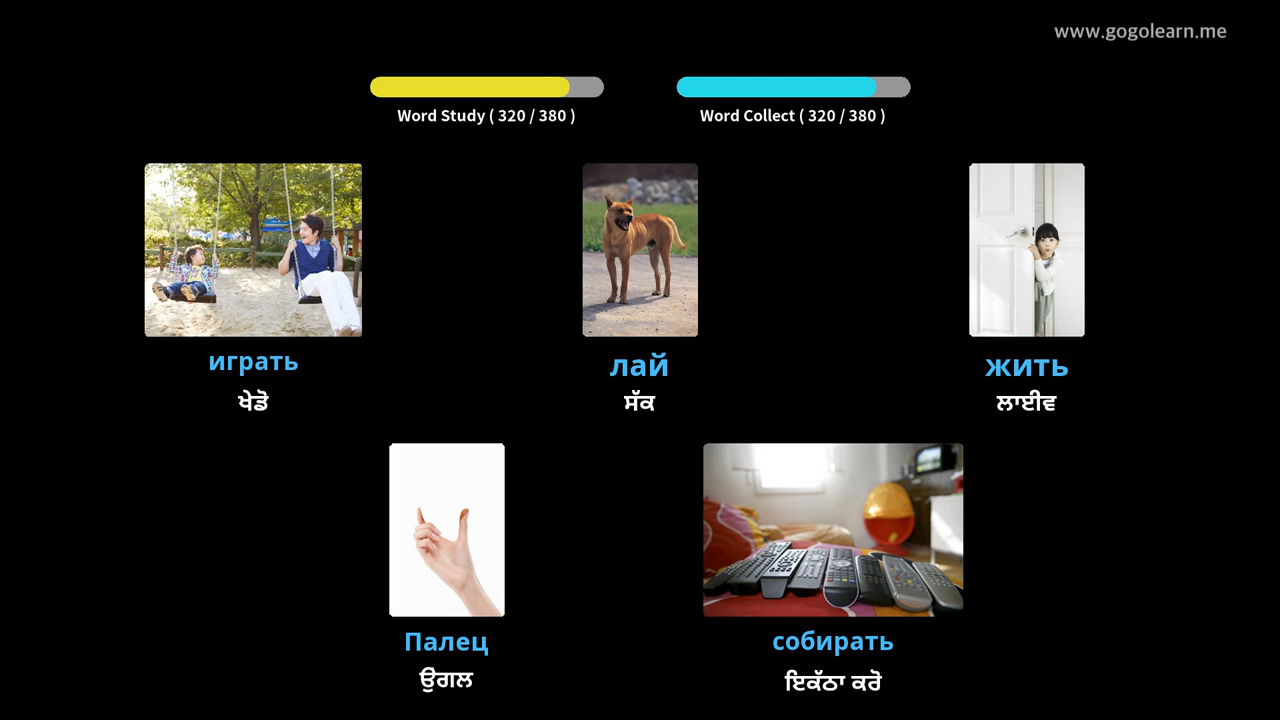 www.gogolearn.me
Word Study ( 320 / 380 )
Word Collect ( 320 / 380 )
играть
ਖੇਡੋ
лай
ਸੱਕ
жить
ਲਾਈਵ
Палец
ਉਂਗਲ
собирать
ਇਕੱਠਾ ਕਰੋ